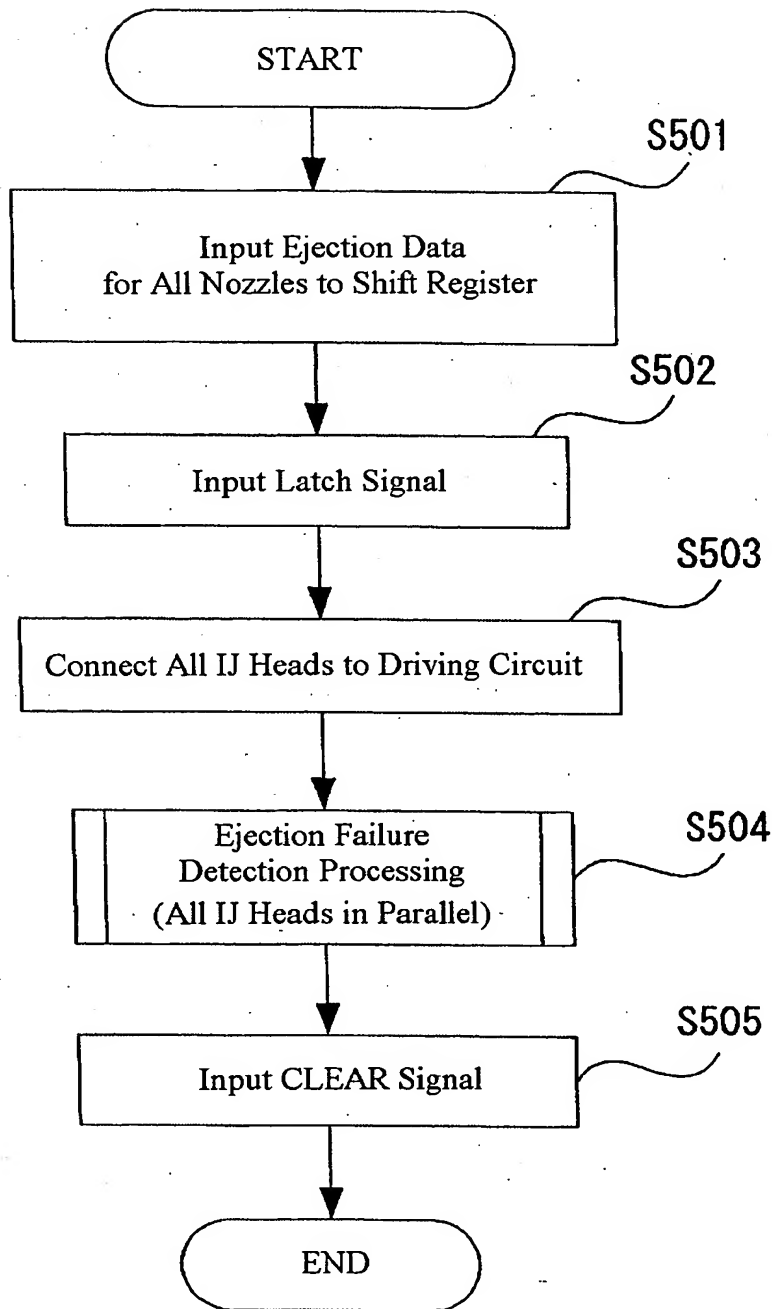 START
S501
Input Ejection Data
for All Nozzles to Shift Register
S502
Input Latch Signal
S503
Connect All IJ Heads to Driving Circuit
S504
Ejection Failure
Detection Processing
(All IJ Heads in Parallel)
S505
Input CLEAR Signal
END